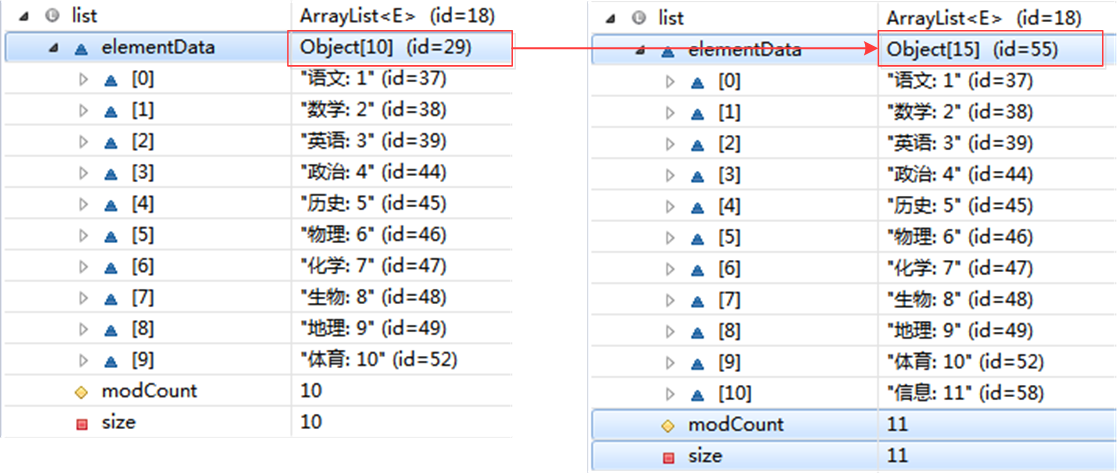 list ArrayList<E> (id=18)
elementData Object[10] (id=29)
[0] "语文: 1" (id=37)
[1] "数学: 2" (id=38)
[2] "英语: 3" (id=39)
[3] "政治: 4" (id=44)
[4] "历史: 5" (id=45)
[5] "物理: 6" (id=46)
[6] "化学: 7" (id=47)
[7] "生物: 8" (id=48)
[8] "地理: 9" (id=49)
[9] "体育: 10" (id=52)
modCount 10
size 10
list ArrayList<E> (id=18)
elementData Object[15] (id=55)
[0] "语文: 1" (id=37)
[1] "数学: 2" (id=38)
[2] "英语: 3" (id=39)
[3] "政治: 4" (id=44)
[4] "历史: 5" (id=45)
[5] "物理: 6" (id=46)
[6] "化学: 7" (id=47)
[7] "生物: 8" (id=48)
[8] "地理: 9" (id=49)
[9] "体育: 10" (id=52)
[10] "信息: 11" (id=58)
modCount 11
size 11